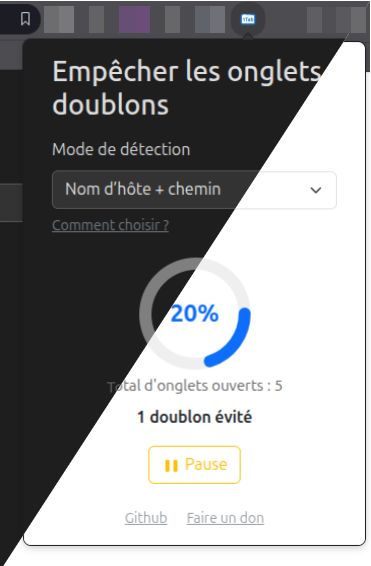 Empêcher les onglets
doublons
Mode de détection
Nom d’hôte + chemin
Comment choisir ?
20%
Total d'onglets ouverts : 5
1 doublon évité
Pause
Github Faire un don